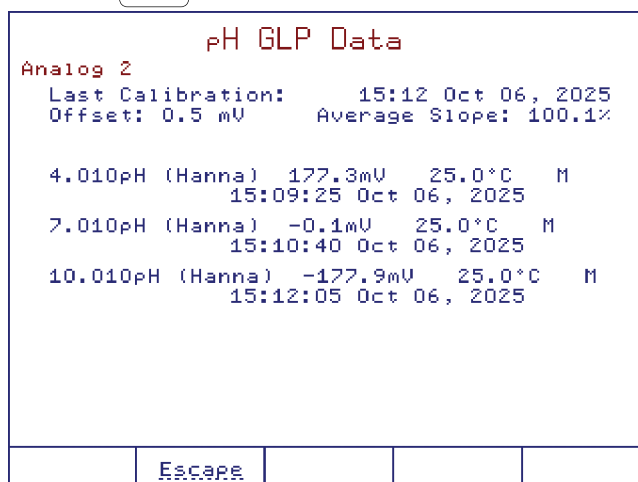 pH GLP Data
Analog 2
Last Calibration: 15:12 Oct 06, 2025
Offset: 0.5 mV Average Slope: 100.1%
4.010pH (Hanna) 177.3mV 25.0°C M
15:09:25 Oct 06, 2025
7.010pH (Hanna) -0.1mV 25.0°C M
15:10:40 Oct 06, 2025
10.010pH (Hanna) -177.9mV 25.0°C M
15:12:05 Oct 06, 2025
Escape